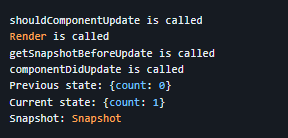 shouldComponentUpdate is called
Render is called
getSnapshotBeforeUpdate is called
componentDidUpdate is called
Previous state: {count: 0}
Current state: {count: 1}
Snapshot: Snapshot